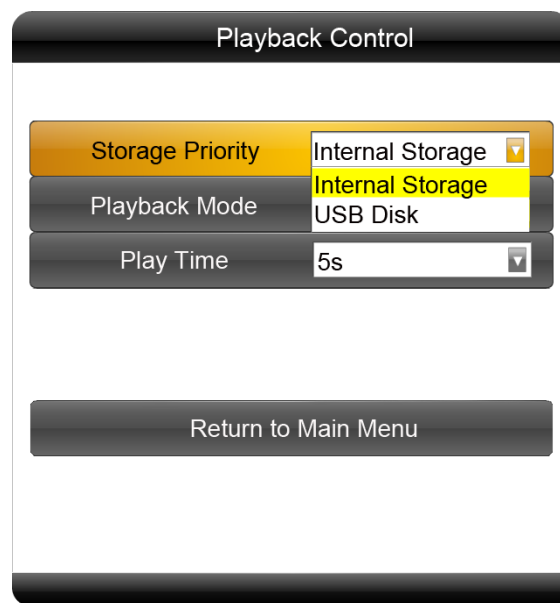 Playback Control
Storage Priority Internal Storage
Internal Storage
Playback Mode USB Disk
Play Time 5s
Return to Main Menu